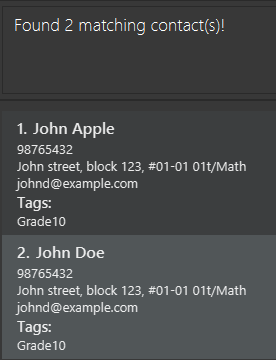 Found 2 matching contact(s)!
1. John Apple
98765432
John street, block 123, #01-01 01t/Math
johnd@example.com
Tags:
Grade10
2. John Doe
98765432
John street, block 123, #01-01 01t/Math
johnd@example.com
Tags:
Grade10